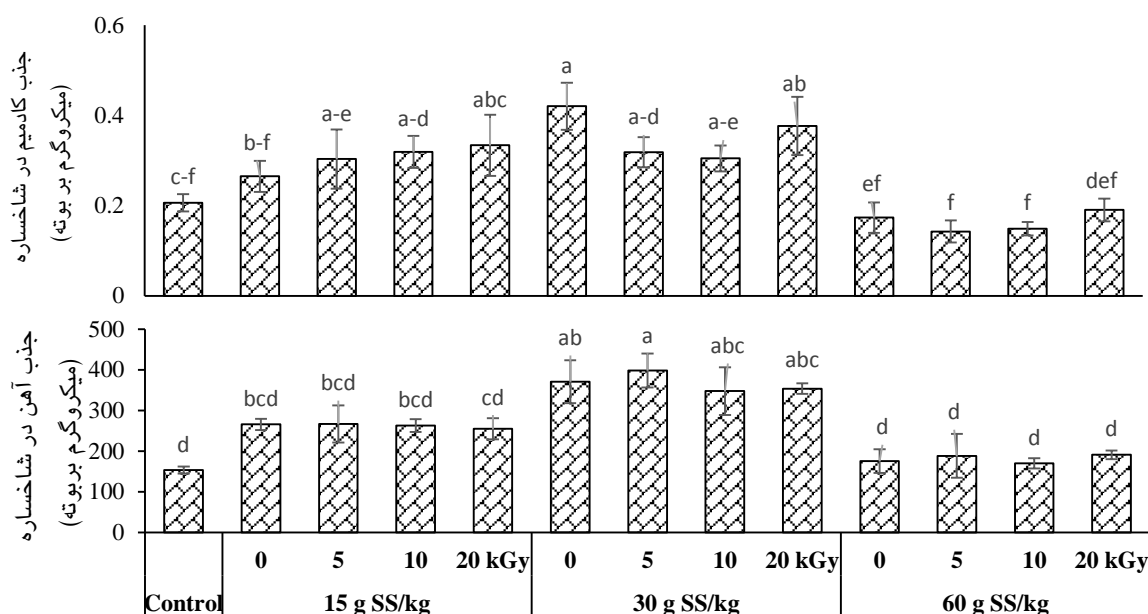 جذب کادمیم در شاخساره
(میکروگرم بر بوته)
0.6
0.4
0.2
0
c-f
b-f
a-e
a-d
abc
a
a-d
a-e
ab
ef
f
f
def
جذب آهن در شاخساره
(میکروگرم بر بوته)
500
400
300
200
100
0
d
bcd
bcd
bcd
cd
ab
a
abc
abc
d
d
d
d
0 5 10 20 kGy 0 5 10 20 kGy 0 5 10 20 kGy
Control 15 g SS/kg 30 g SS/kg 60 g SS/kg